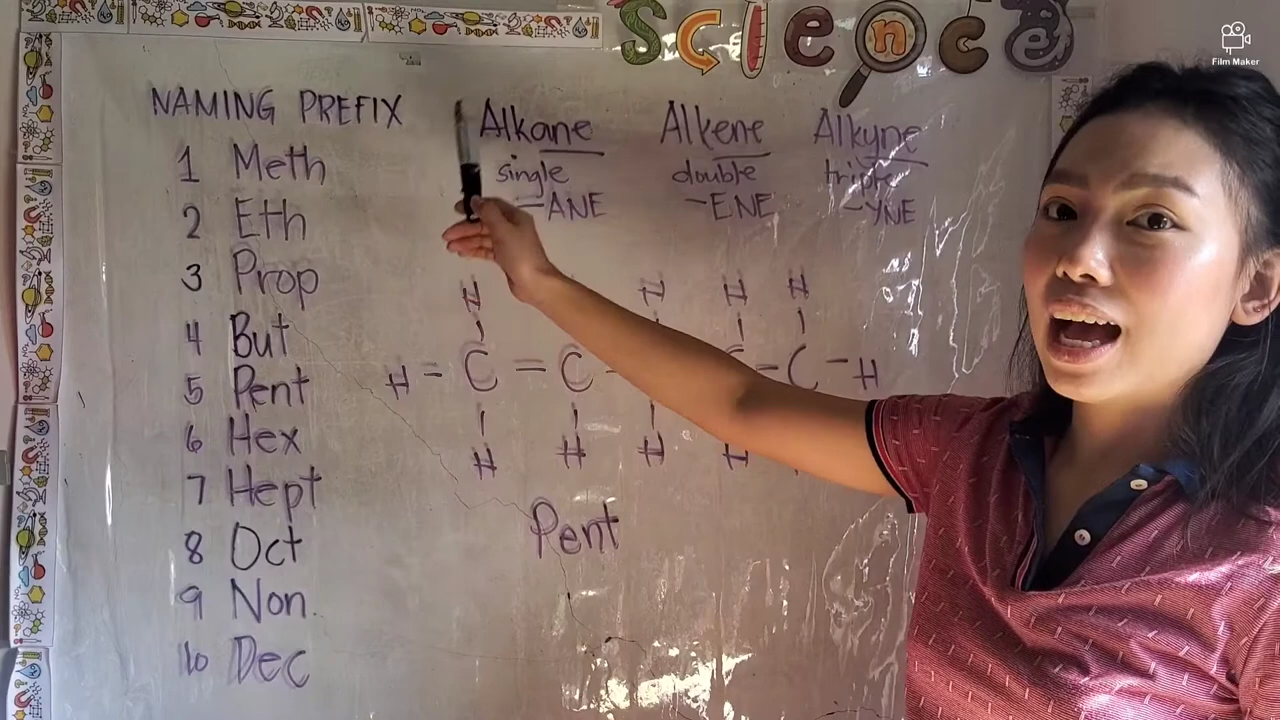 Science
Film Maker
NAMING PREFIX
1 Meth
2 Eth
3 Prop
4 But
5 Pent
6 Hex
7 Hept
8 Oct
9 Non.
10 Dec
Alkane Alkene Alkyne
single double triple
-ANE -ENE -YNE
H H H H
H - C = C - C - C - H
H H H H
Pent